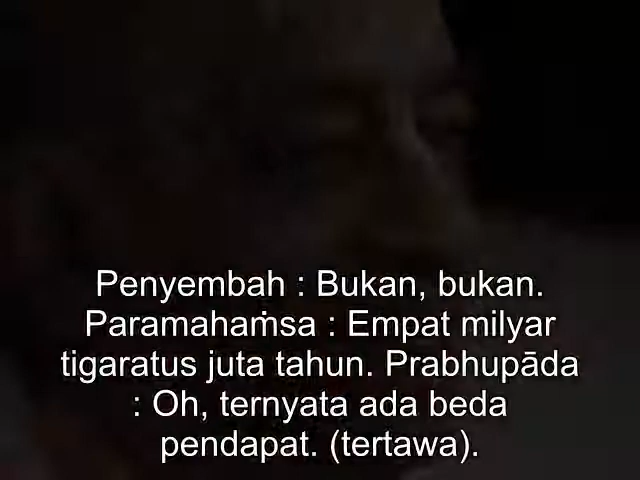 Penyembah : Bukan, bukan.
Paramahaṁsa : Empat milyar
tigaratus juta tahun. Prabhupāda
: Oh, ternyata ada beda
pendapat. (tertawa).